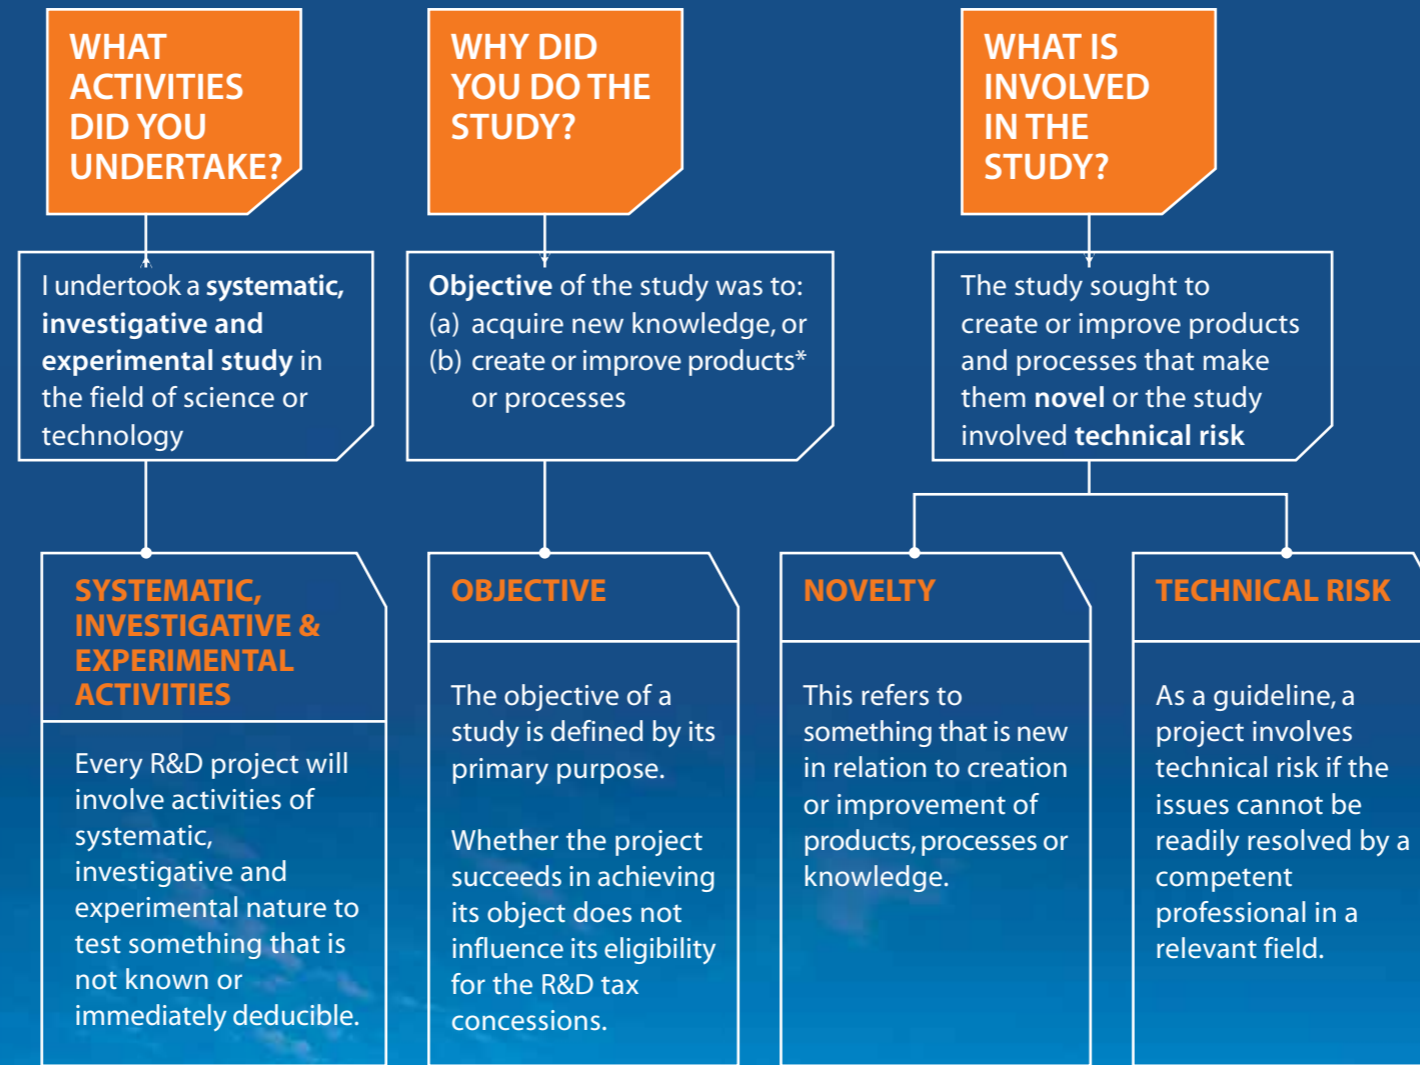 WHAT
ACTIVITIES
DID YOU
UNDERTAKE?
WHY DID
YOU DO THE
STUDY?
WHAT IS
INVOLVED
IN THE
STUDY?
I undertook a systematic,
investigative and
experimental study in
the field of science or
technology
Objective of the study was to:
(a) acquire new knowledge, or
(b) create or improve products*
or processes
The study sought to
create or improve products
and processes that make
them novel or the study
involved technical risk
SYSTEMATIC,
INVESTIGATIVE &
EXPERIMENTAL
ACTIVITIES
Every R&D project will
involve activities of
systematic,
investigative and
experimental nature to
test something that is
not known or
immediately deducible.
OBJECTIVE
The objective of a
study is defined by its
primary purpose.
Whether the project
succeeds in achieving
its object does not
influence its eligibility
for the R&D tax
concessions.
NOVELTY
This refers to
something that is new
in relation to creation
or improvement of
products, processes or
knowledge.
TECHNICAL RISK
As a guideline, a
project involves
technical risk if the
issues cannot be
readily resolved by a
competent
professional in a
relevant field.